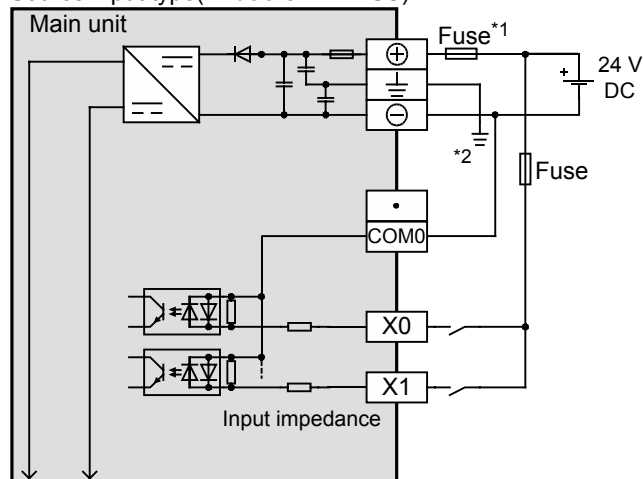 Main unit
Fuse*1
24 V
DC
*2
Fuse
COM0
X0
X1
Input impedance